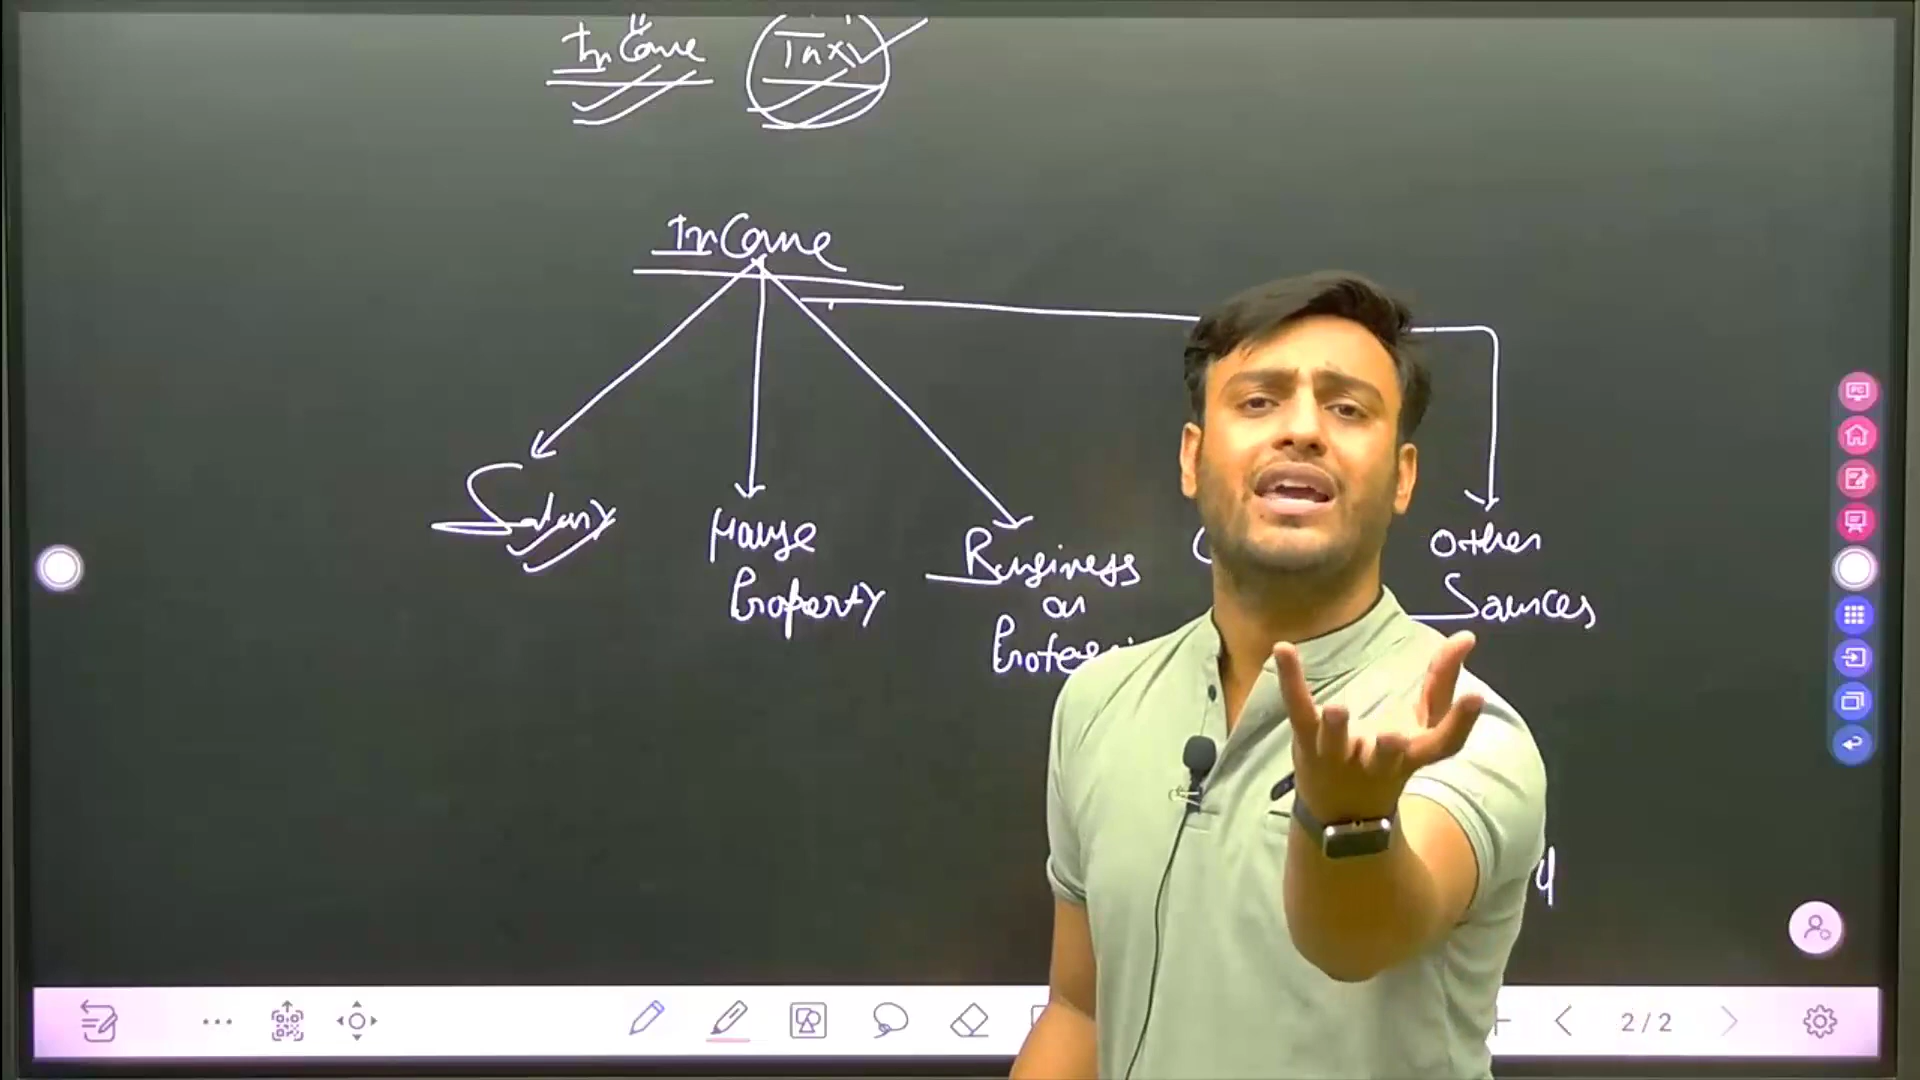 Income Tax
Income
Salary
House
Property
Business
or
Other
Sources
2/2